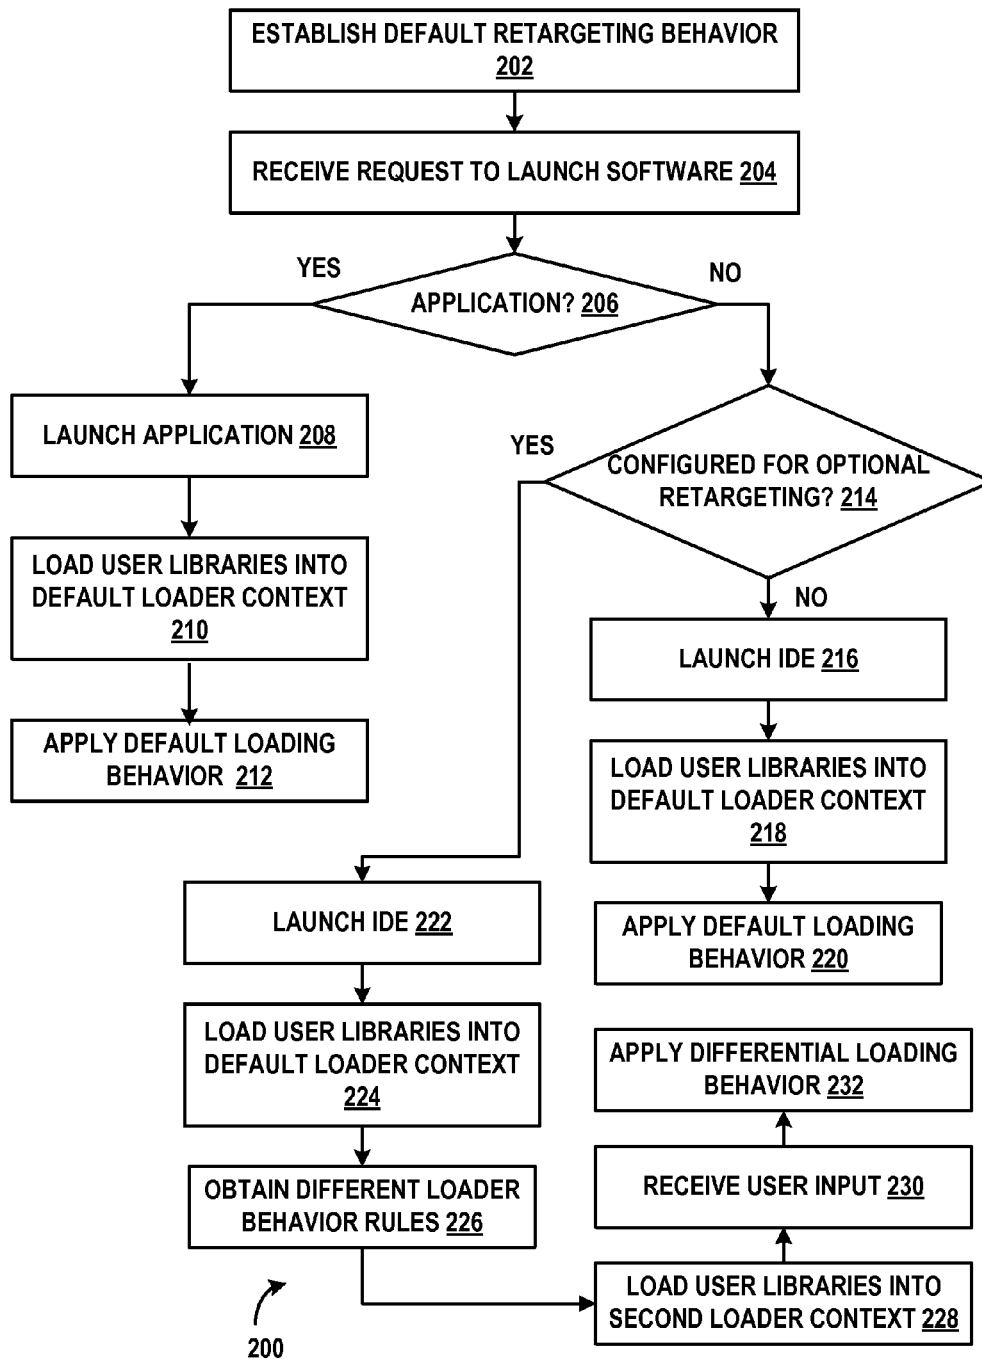 ESTABLISH DEFAULT RETARGETING BEHAVIOR
202
RECEIVE REQUEST TO LAUNCH SOFTWARE 204
YES
NO
APPLICATION? 206
LAUNCH APPLICATION 208
YES
CONFIGURED FOR OPTIONAL
RETARGETING? 214
LOAD USER LIBRARIES INTO
DEFAULT LOADER CONTEXT
210
NO
LAUNCH IDE 216
APPLY DEFAULT LOADING
BEHAVIOR 212
LOAD USER LIBRARIES INTO
DEFAULT LOADER CONTEXT
218
LAUNCH IDE 222
APPLY DEFAULT LOADING
BEHAVIOR 220
LOAD USER LIBRARIES INTO
DEFAULT LOADER CONTEXT
224
APPLY DIFFERENTIAL LOADING
BEHAVIOR 232
OBTAIN DIFFERENT LOADER
BEHAVIOR RULES 226
RECEIVE USER INPUT 230
LOAD USER LIBRARIES INTO
SECOND LOADER CONTEXT 228
200